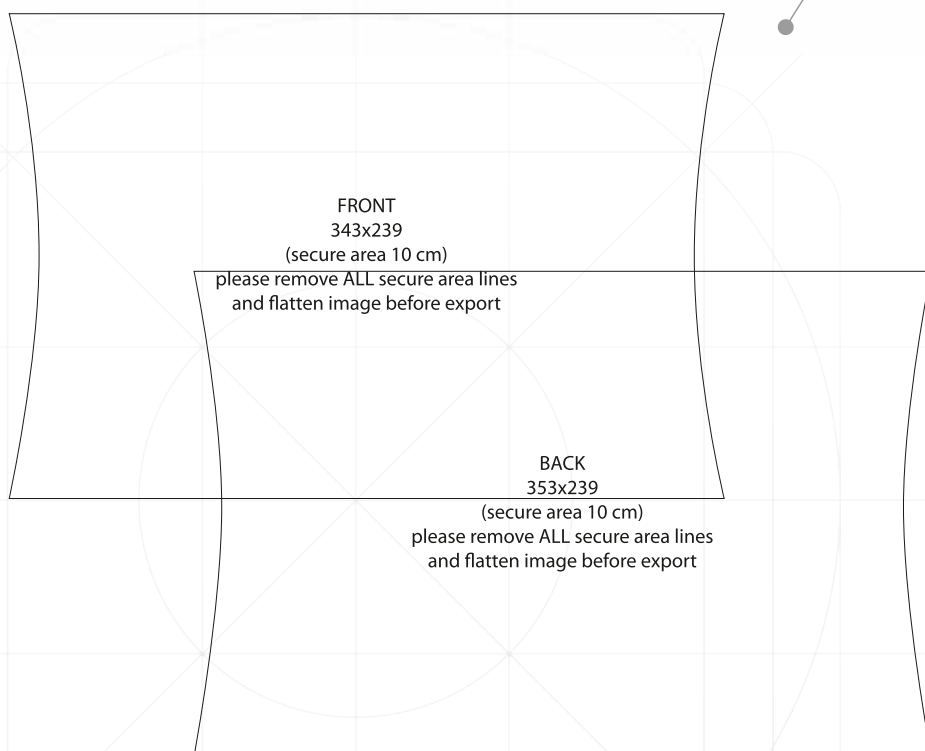 FRONT
343x239
(secure area 10 cm)
please remove ALL secure area lines
and flatten image before export
BACK
353x239
(secure area 10 cm)
please remove ALL secure area lines
and flatten image before export